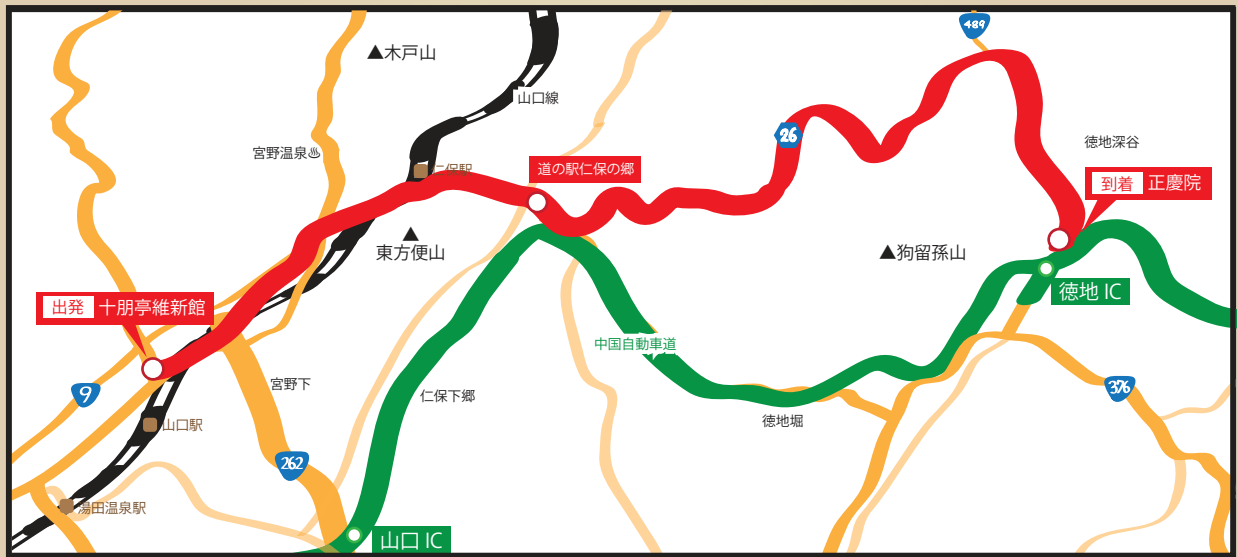 489
▲木戸山
山口線
26
徳地深谷
宮野温泉♨
仁保駅
道の駅仁保の郷
到着 正慶院
▲
東方便山
▲狗留孫山
徳地 IC
出発 十朋亭維新館
中国自動車道
9
宮野下
仁保下郷
376
徳地堀
山口駅
262
湯田温泉駅
山口 IC